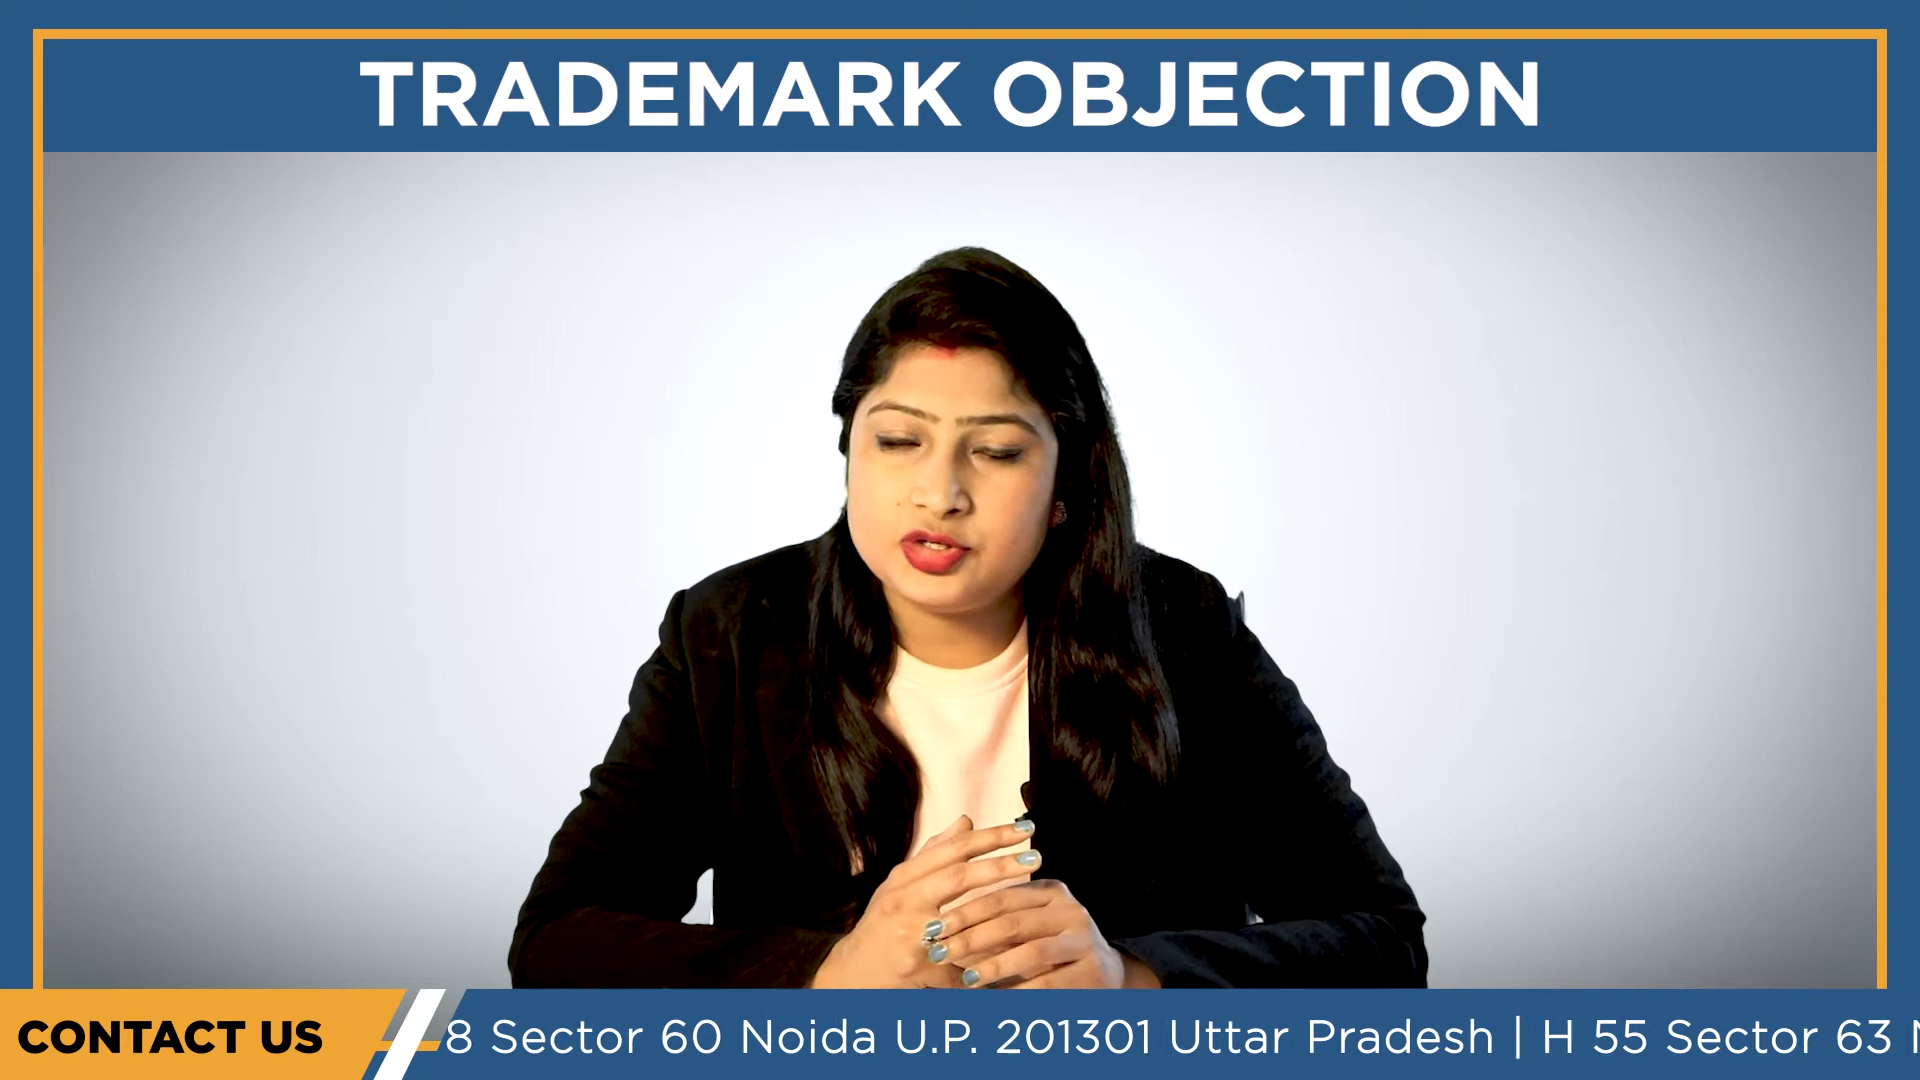 TRADEMARK OBJECTION
CONTACT US
8 Sector 60 Noida U.P. 201301 Uttar Pradesh | H 55 Sector 63